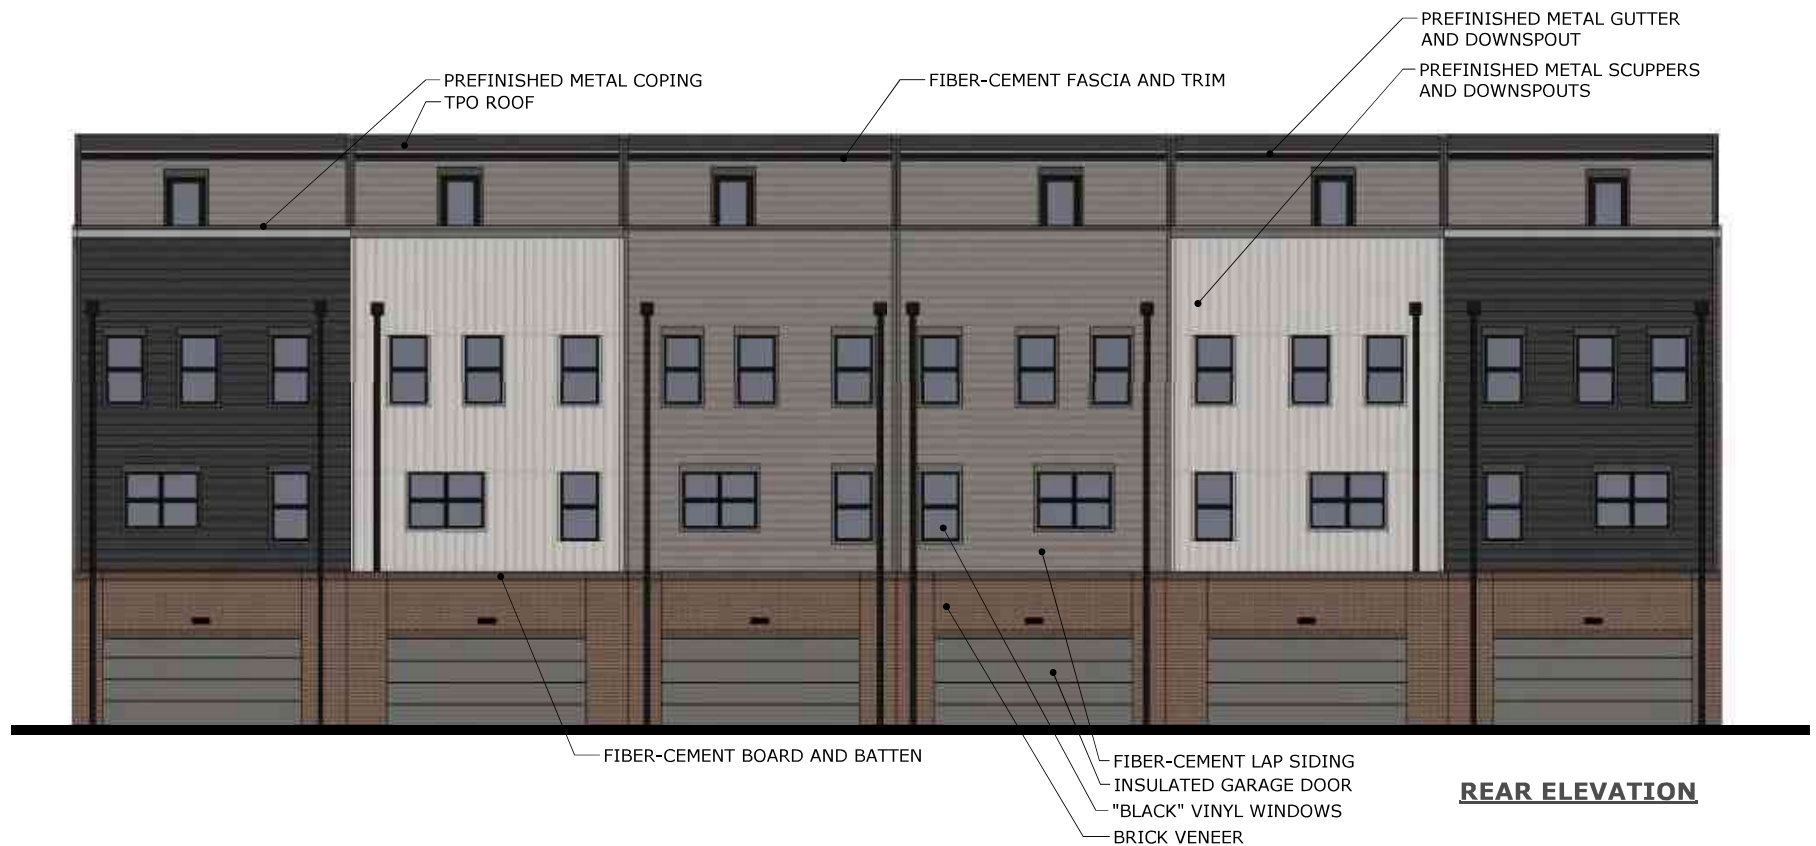 PREFINISHED METAL GUTTER
AND DOWNSPOUT
PREFINISHED METAL SCUPPERS
AND DOWNSPOUTS
PREFINISHED METAL COPING
TPO ROOF
FIBER-CEMENT FASCIA AND TRIM
FIBER-CEMENT BOARD AND BATTEN
FIBER-CEMENT LAP SIDING
INSULATED GARAGE DOOR
"BLACK" VINYL WINDOWS
BRICK VENEER
REAR ELEVATION